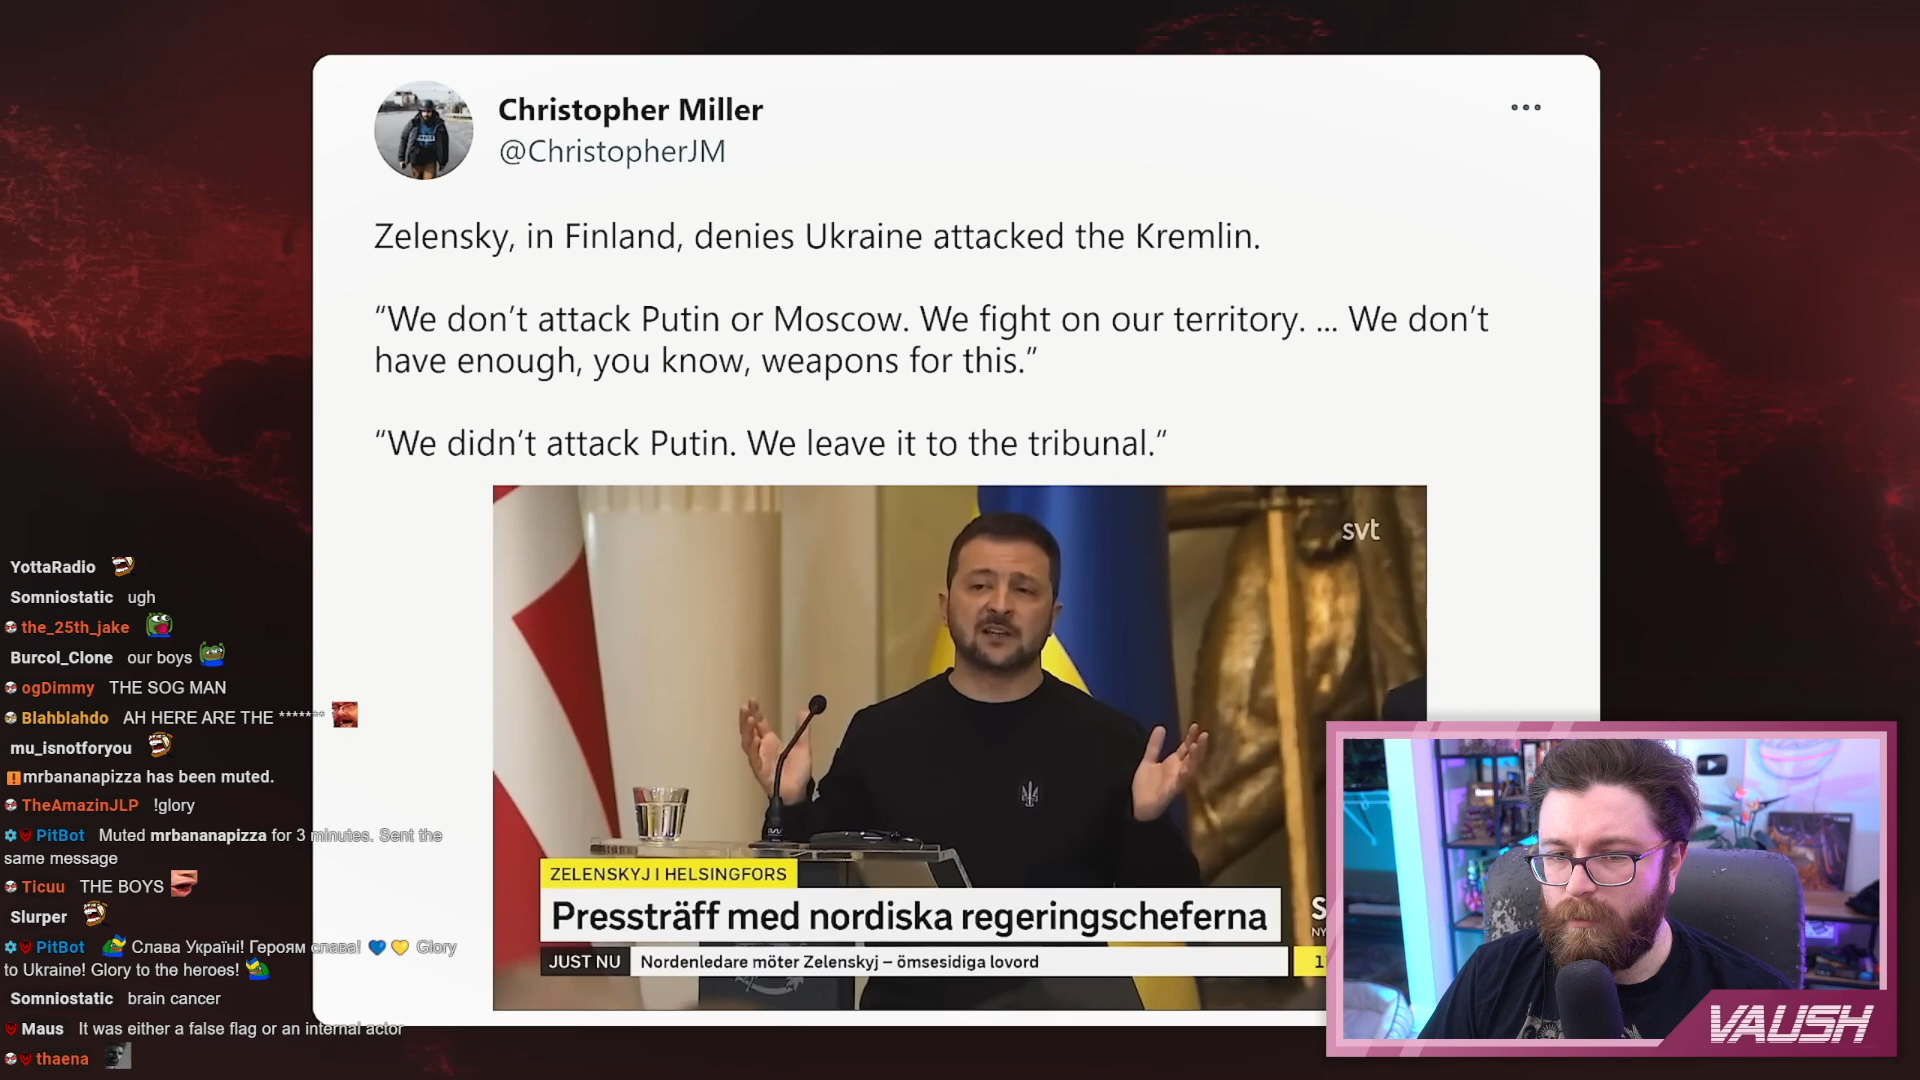 Christopher Miller
@ChristopherJM
Zelensky, in Finland, denies Ukraine attacked the Kremlin.
“We don’t attack Putin or Moscow. We fight on our territory. ... We don’t
have enough, you know, weapons for this.”
“We didn’t attack Putin. We leave it to the tribunal.”
svt
ZELENSKYJ I HELSINGFORS
Pressträff med nordiska regeringscheferna
JUST NU Nordenledare möter Zelenskyj – ömsesidiga lovord
YottaRadio
Somniostatic ugh
the_25th_jake
Burcol_Clone our boys
ogDimmy THE SOG MAN
Blahblahdo AH HERE ARE THE *******
mu_isnotforyou
mrbananapizza has been muted.
TheAmazinJLP !glory
PitBot Muted mrbananapizza for 3 minutes. Sent the
same message
Ticuu THE BOYS
Slurper
PitBot Слава Україні! Героям слава! Glory
to Ukraine! Glory to the heroes!
Somniostatic brain cancer
Maus It was either a false flag or an internal actor
thaena
VAUSH